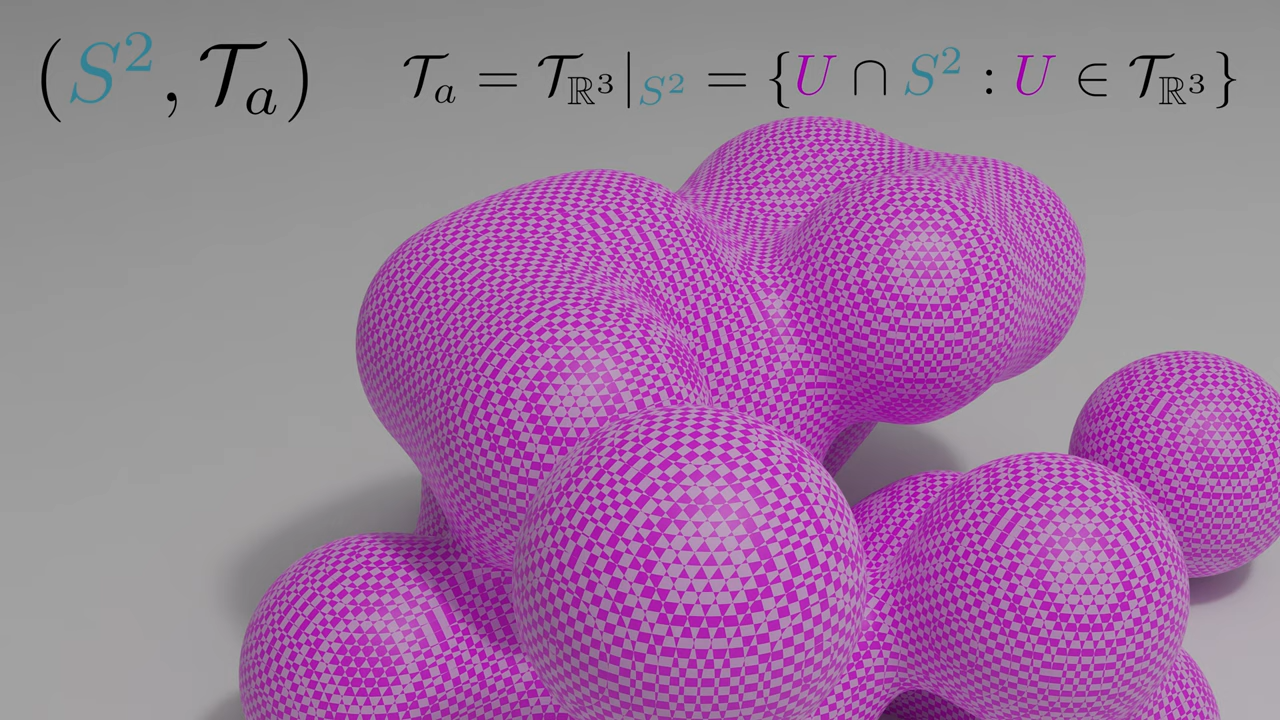 (S², 𝒯ₐ) 𝒯ₐ = 𝒯_ℝ³|_S² = {U ∩ S² : U ∈ 𝒯_ℝ³}